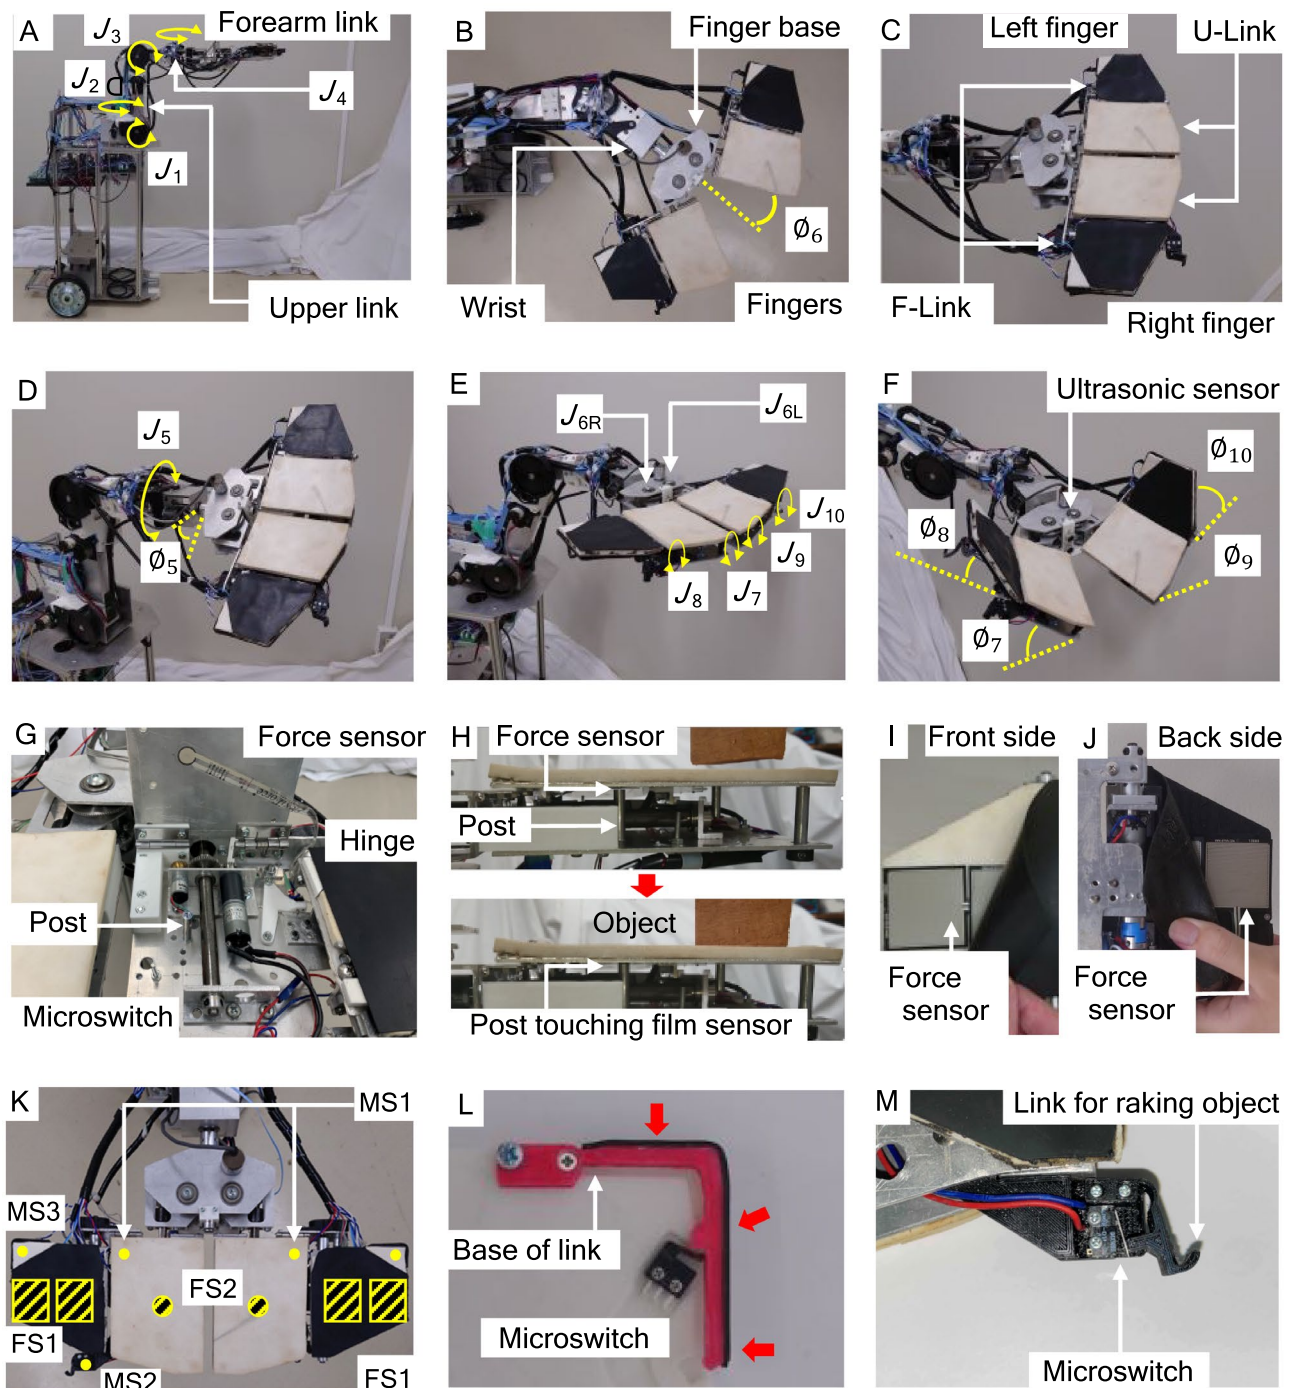 A
J3
Forearm link
J2
J4
J1
Upper link
B
Finger base
Ø6
Wrist
Fingers
C
Left finger
U-Link
F-Link
Right finger
D
J5
Ø5
E
J6R
J6L
J10
J9
J8
J7
F
Ultrasonic sensor
Ø10
Ø8
Ø9
Ø7
G
Force sensor
Hinge
Post
Microswitch
H
Force sensor
Post
Object
Post touching film sensor
I
Front side
Force
sensor
J
Back side
Force
sensor
K
MS1
MS3
FS2
FS1
MS2
FS1
L
Base of link
Microswitch
M
Link for raking object
Microswitch